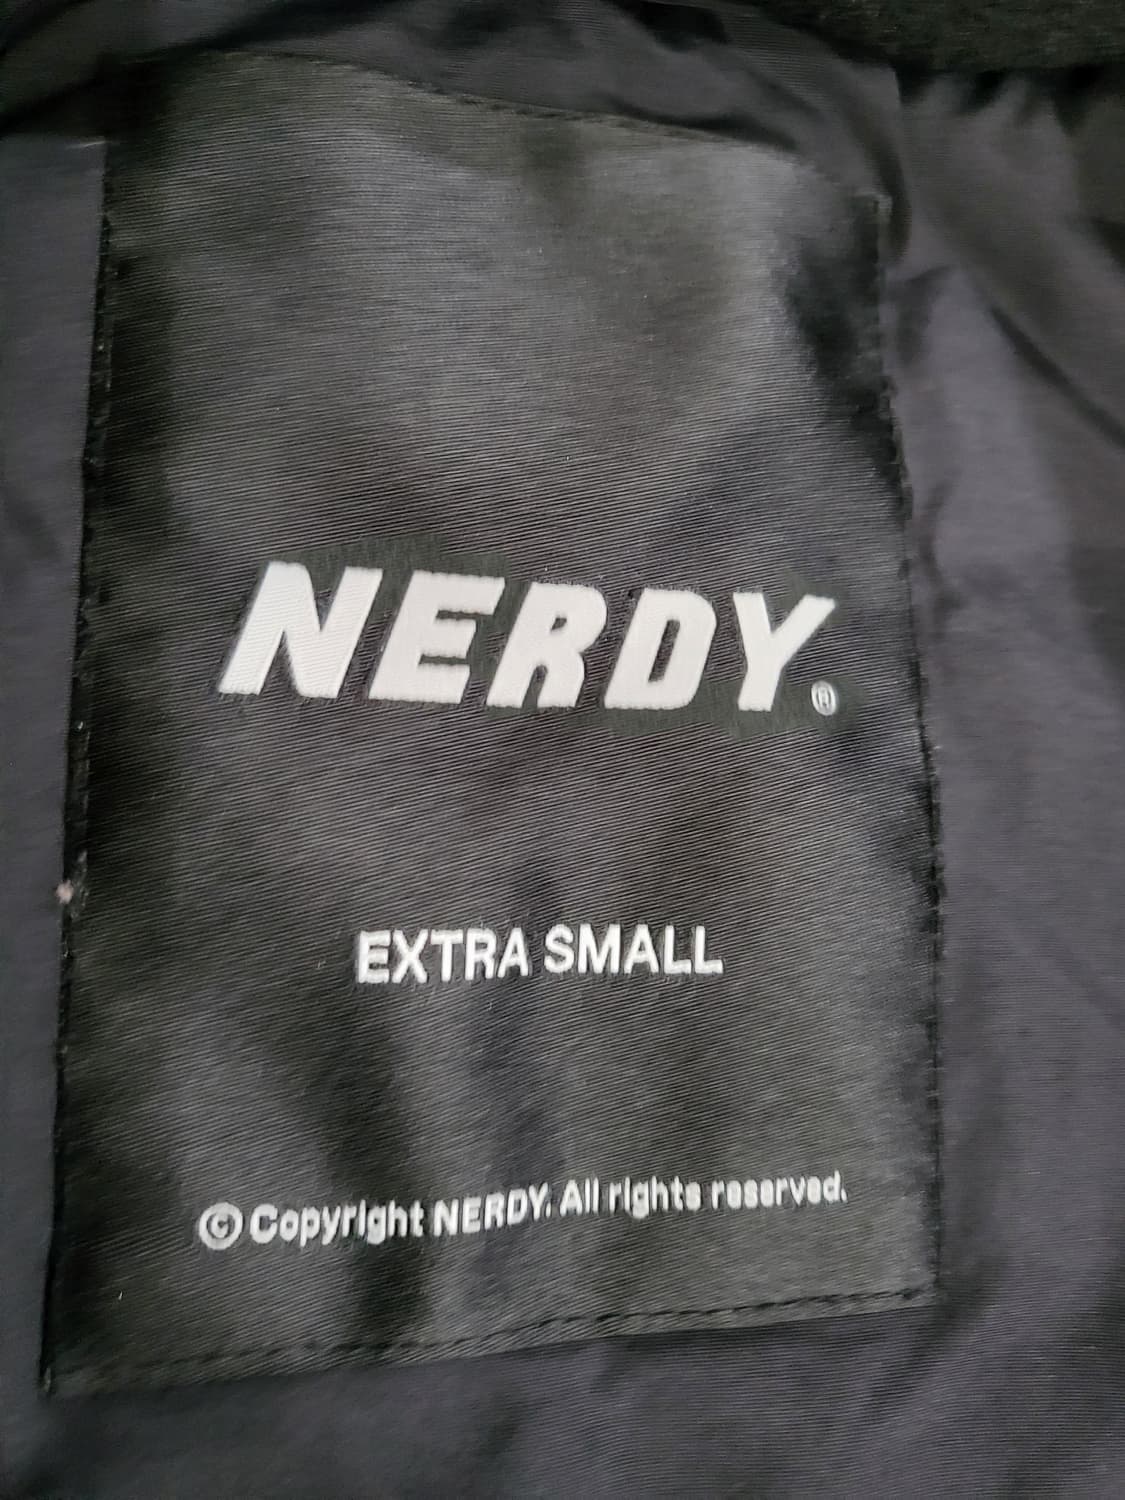 NERDY®
EXTRA SMALL
© Copyright NERDY. All rights reserved.